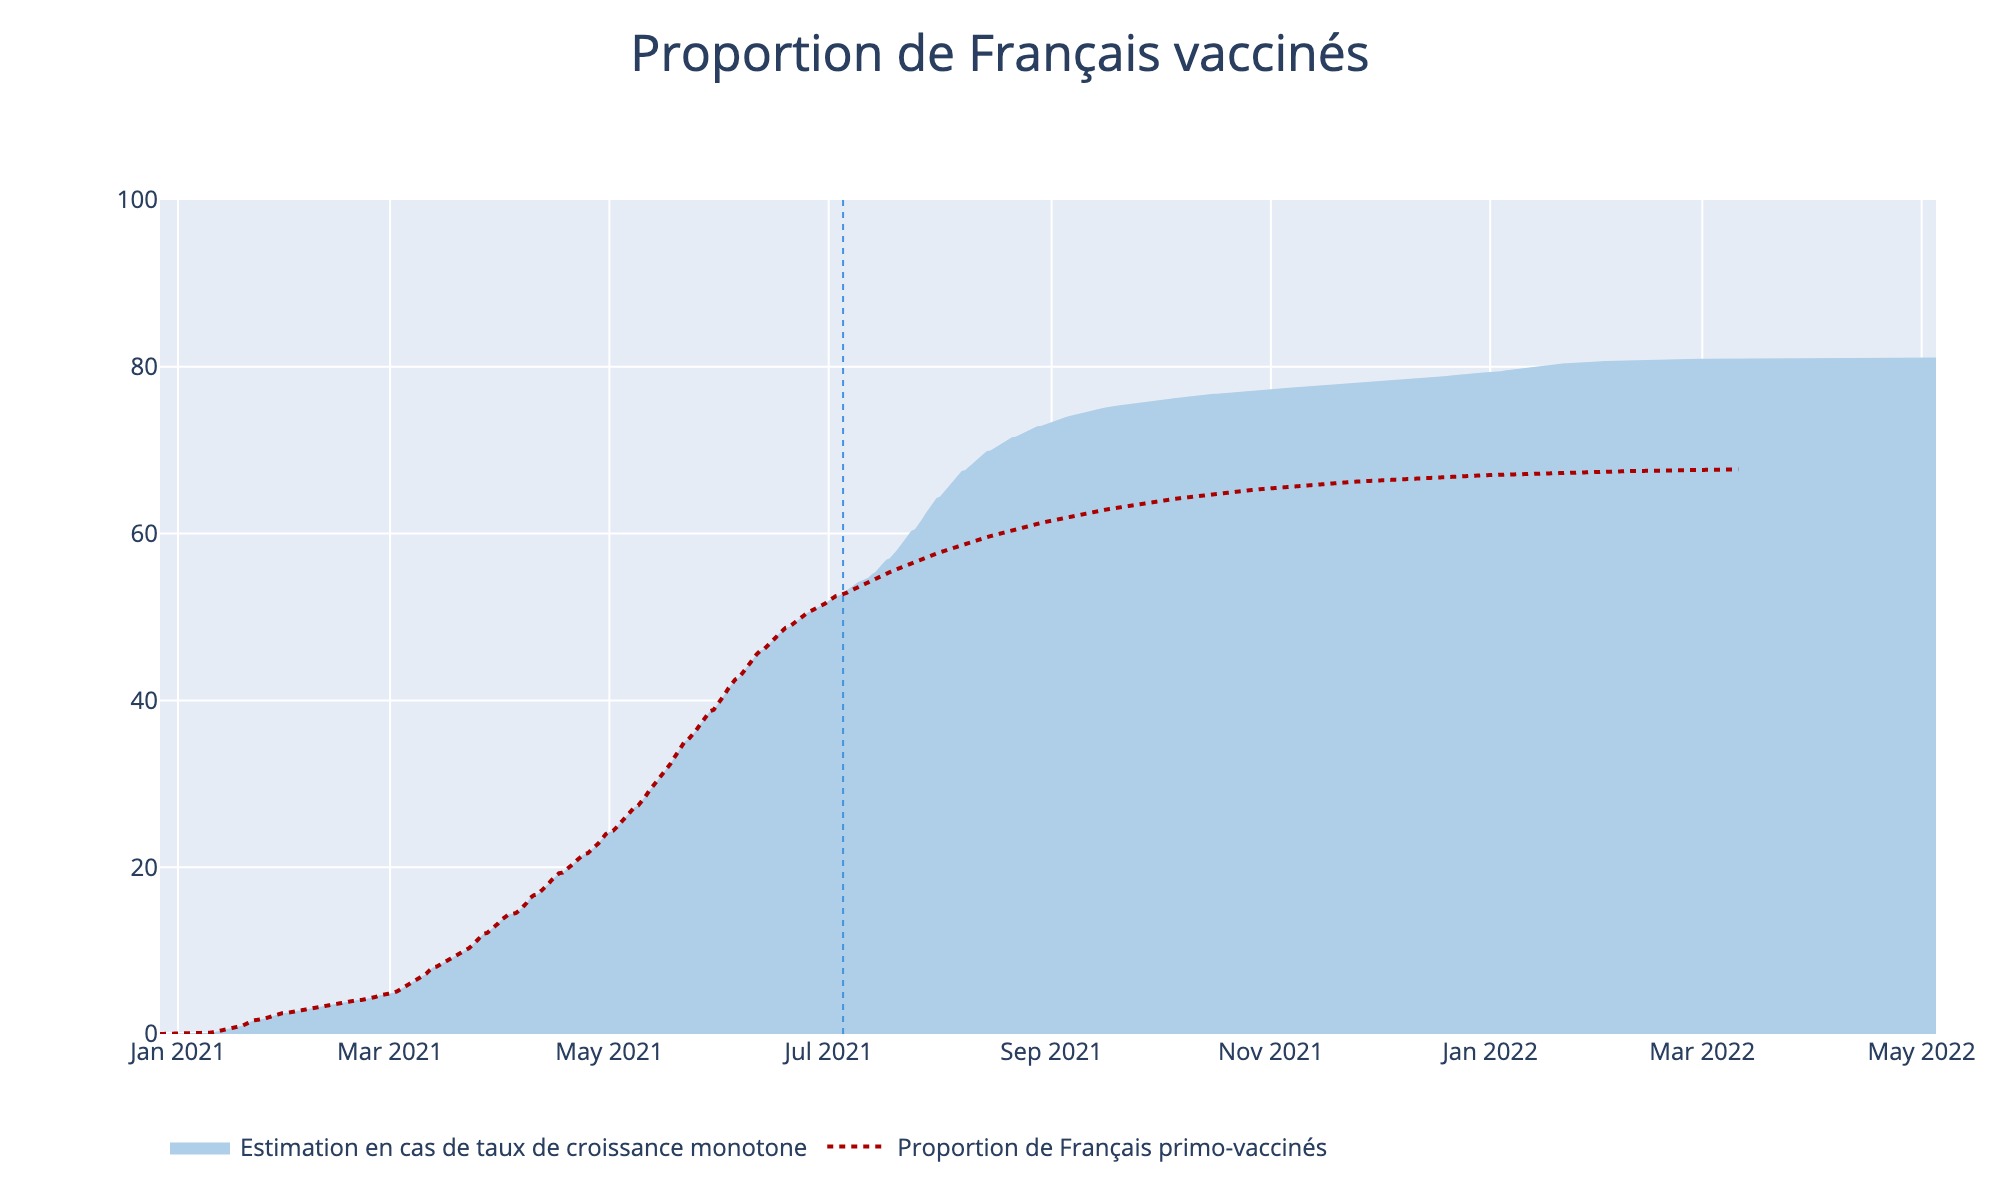 Proportion de Français vaccinés
100
80
60
40
20
0
Jan 2021 Mar 2021 May 2021 Jul 2021 Sep 2021 Nov 2021 Jan 2022 Mar 2022 May 2022
Estimation en cas de taux de croissance monotone Proportion de Français primo-vaccinés